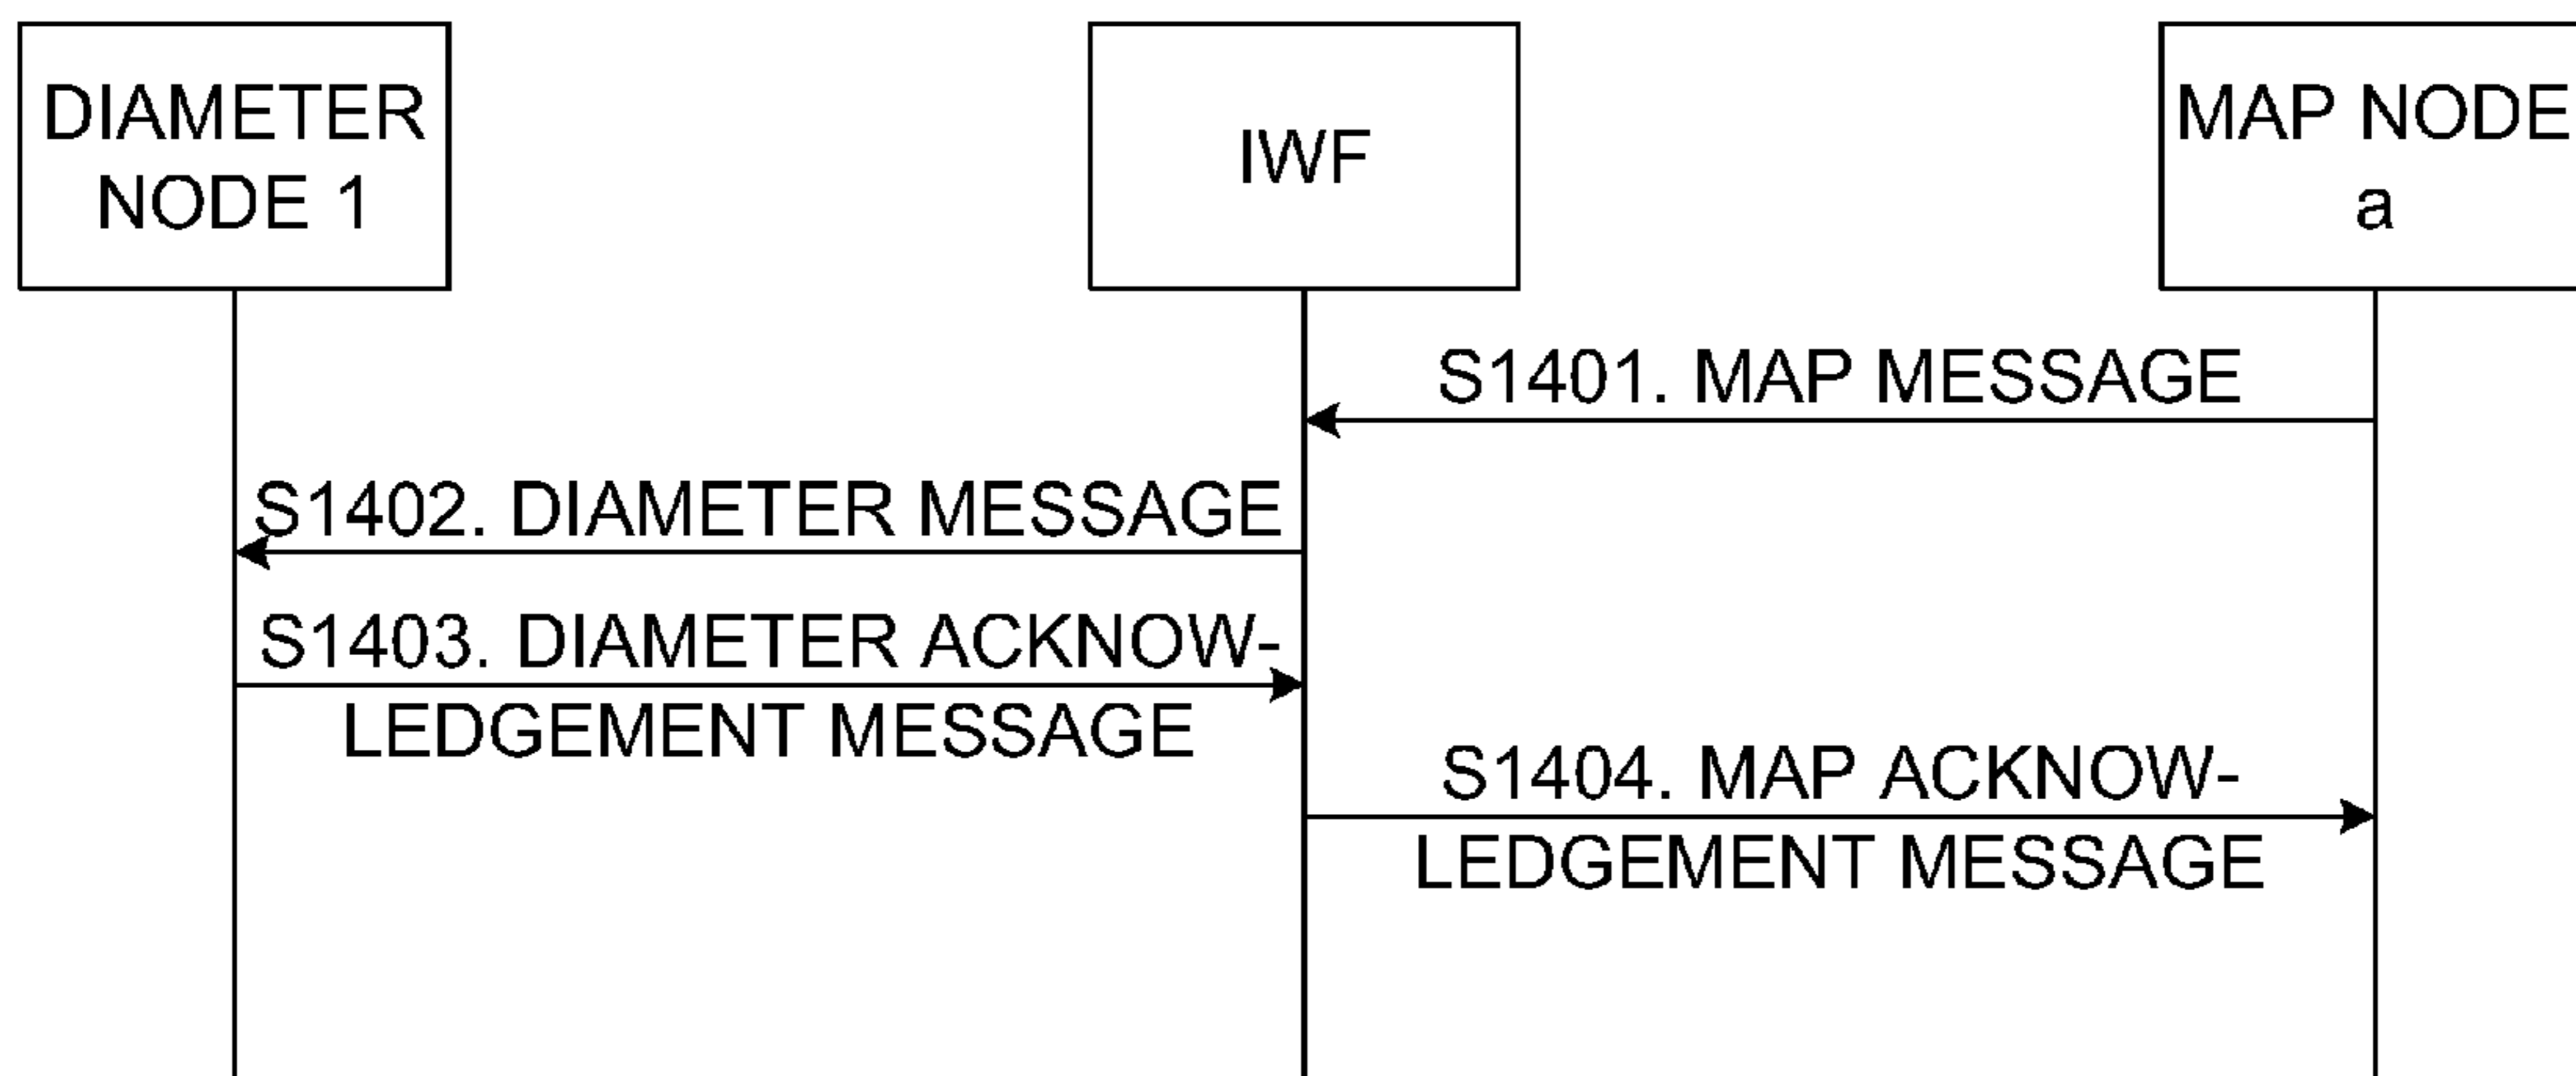 DIAMETER
NODE 1
IWF
MAP NODE
a
S1401. MAP MESSAGE
S1402. DIAMETER MESSAGE
S1403. DIAMETER ACKNOW-
LEDGEMENT MESSAGE
S1404. MAP ACKNOW-
LEDGEMENT MESSAGE